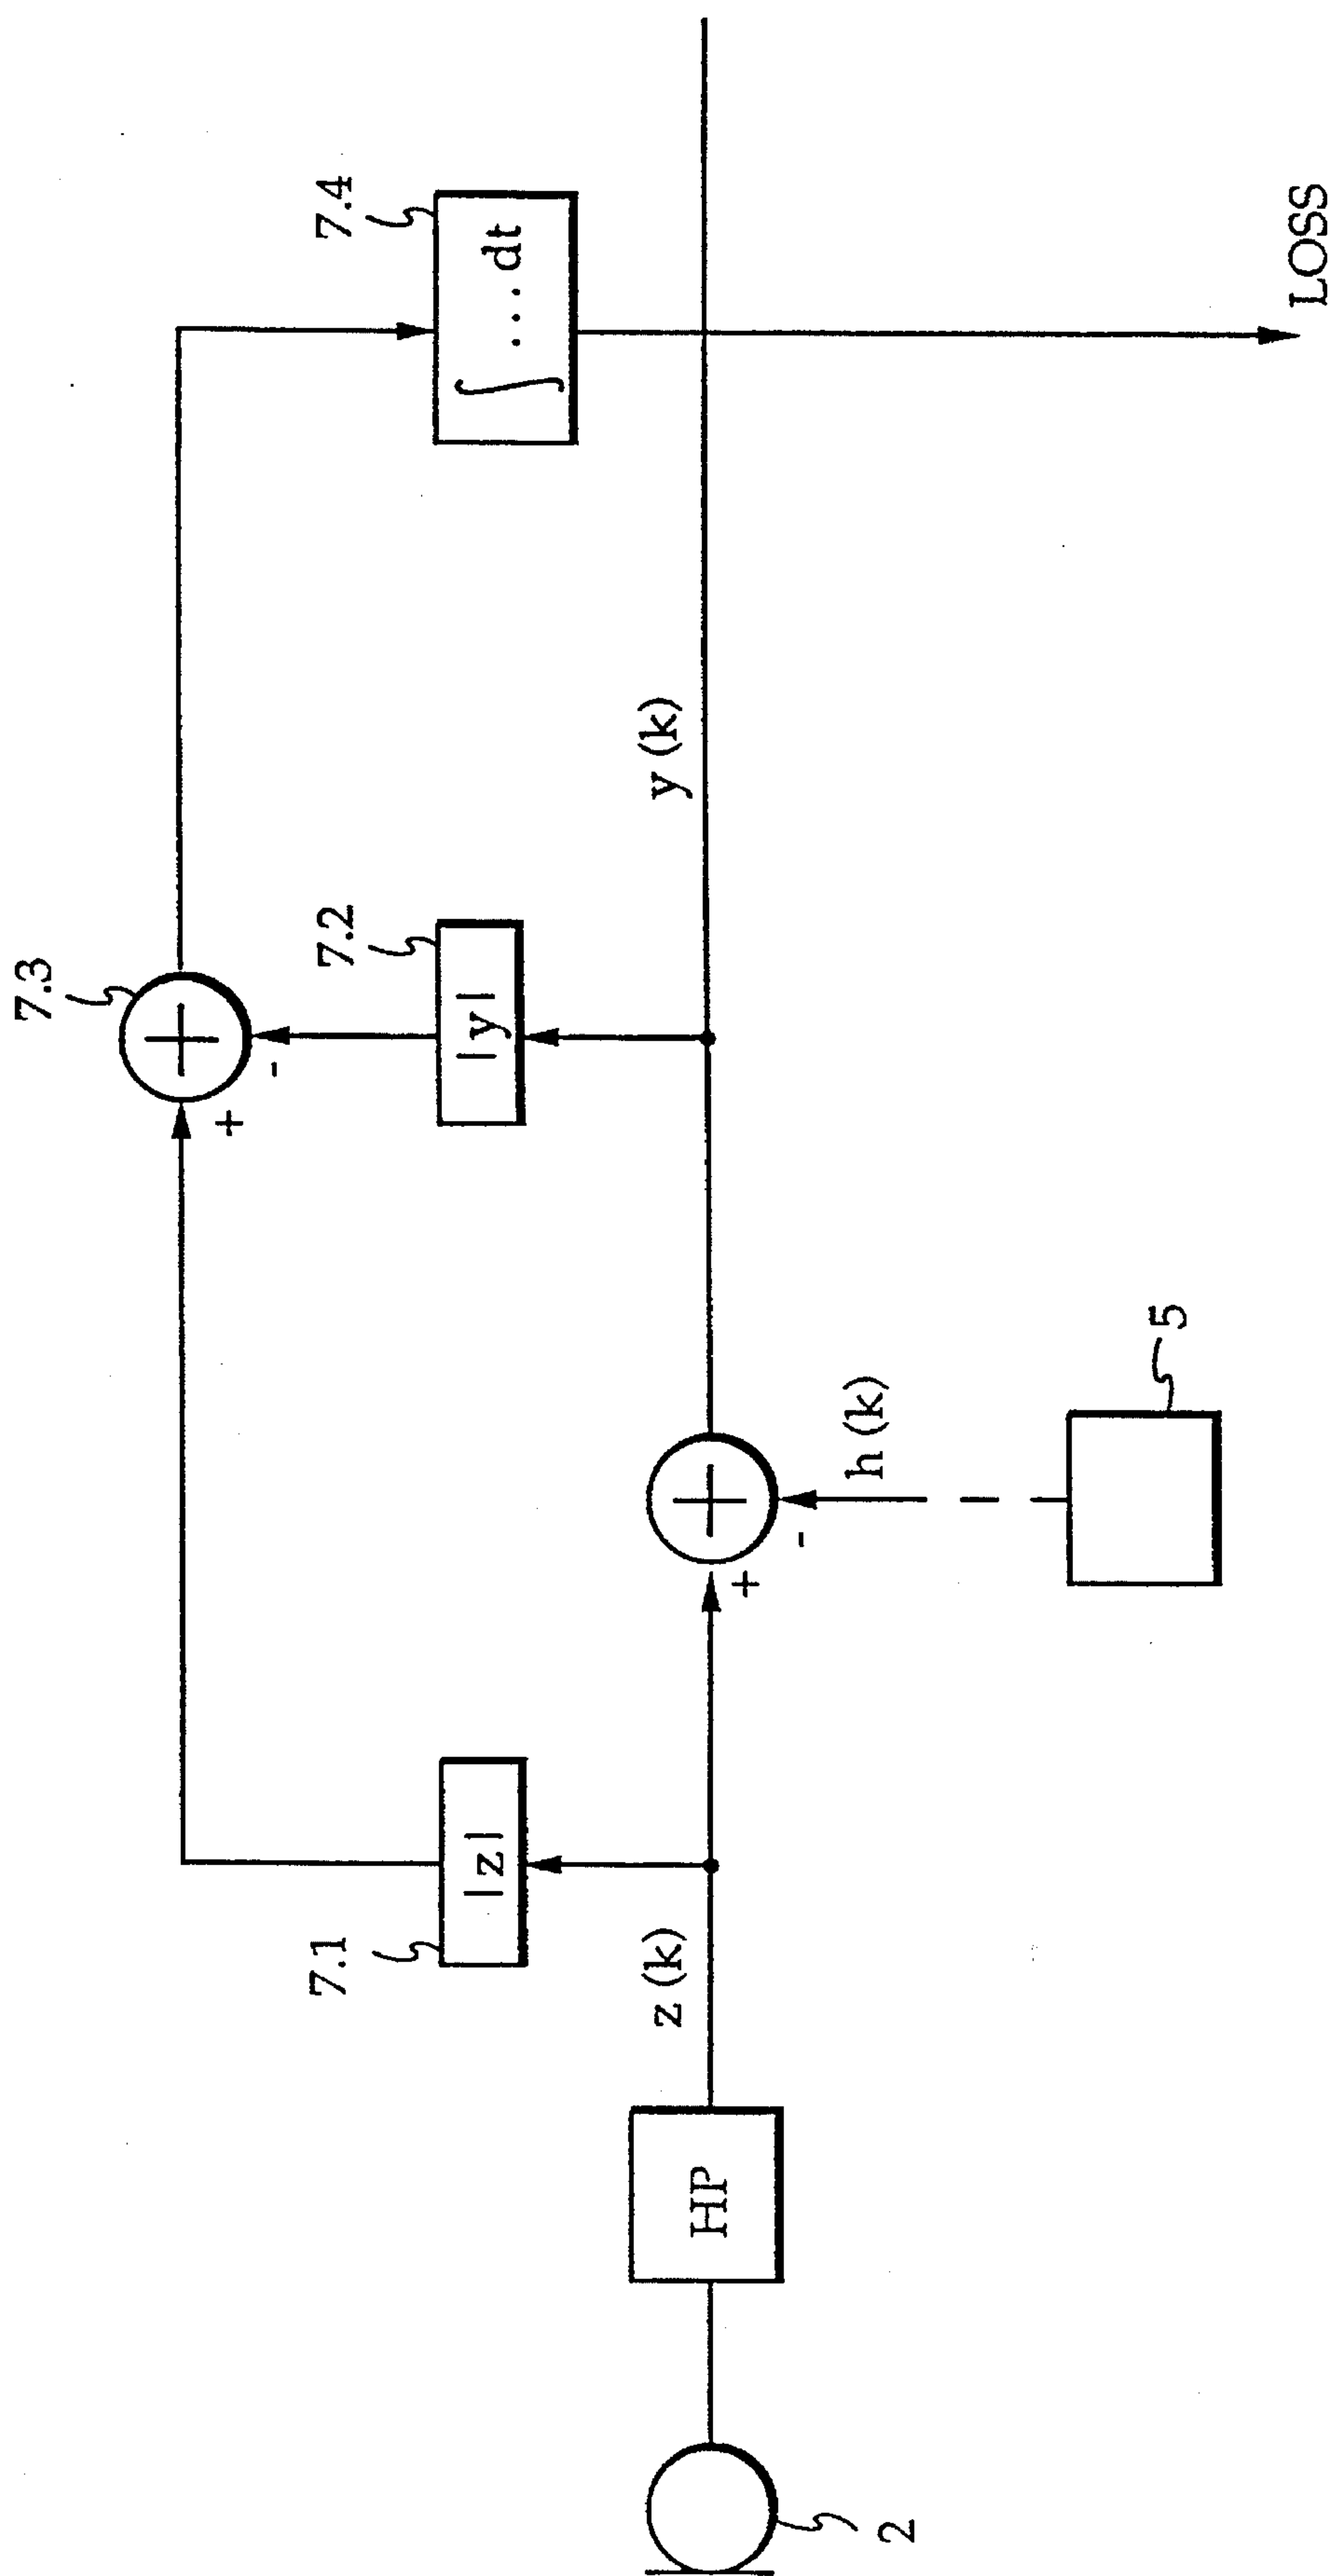 7.3
+
-
7.1
|z|
7.2
|y|
7.4
∫ ... dt
2
HP
z (k)
+
-
h (k)
5
y (k)
LOSS